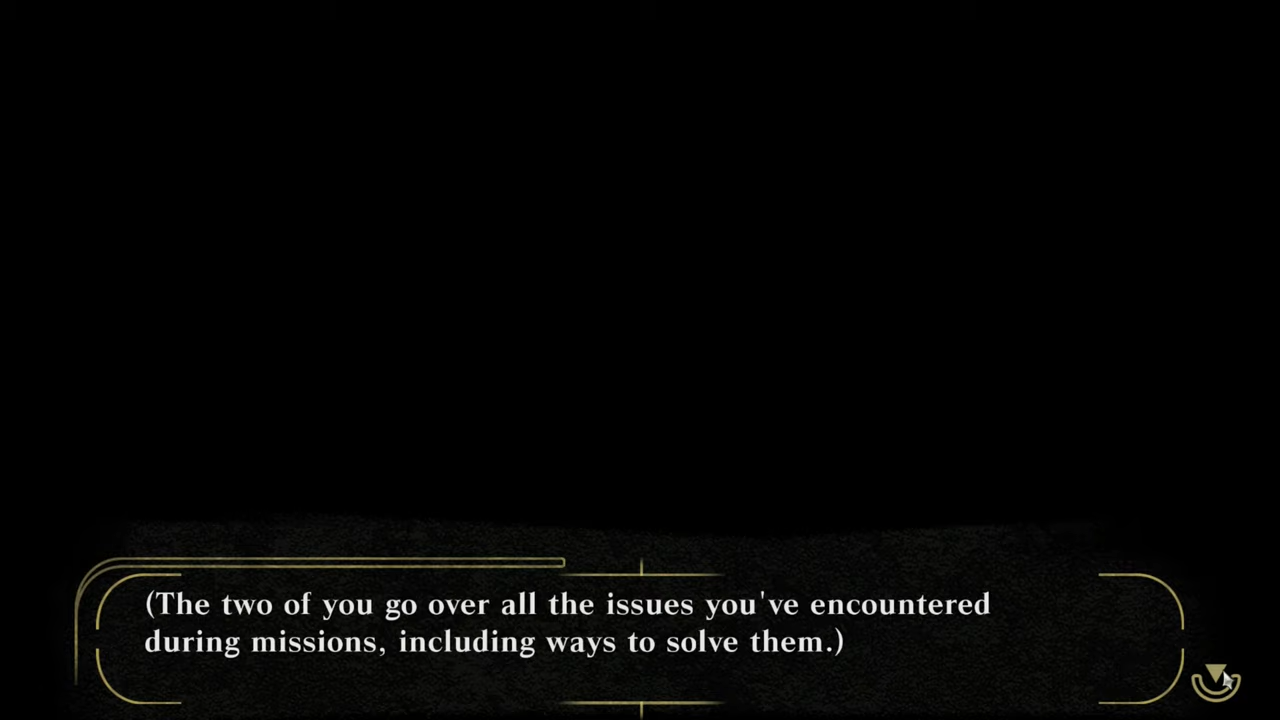 (The two of you go over all the issues you've encountered
during missions, including ways to solve them.)